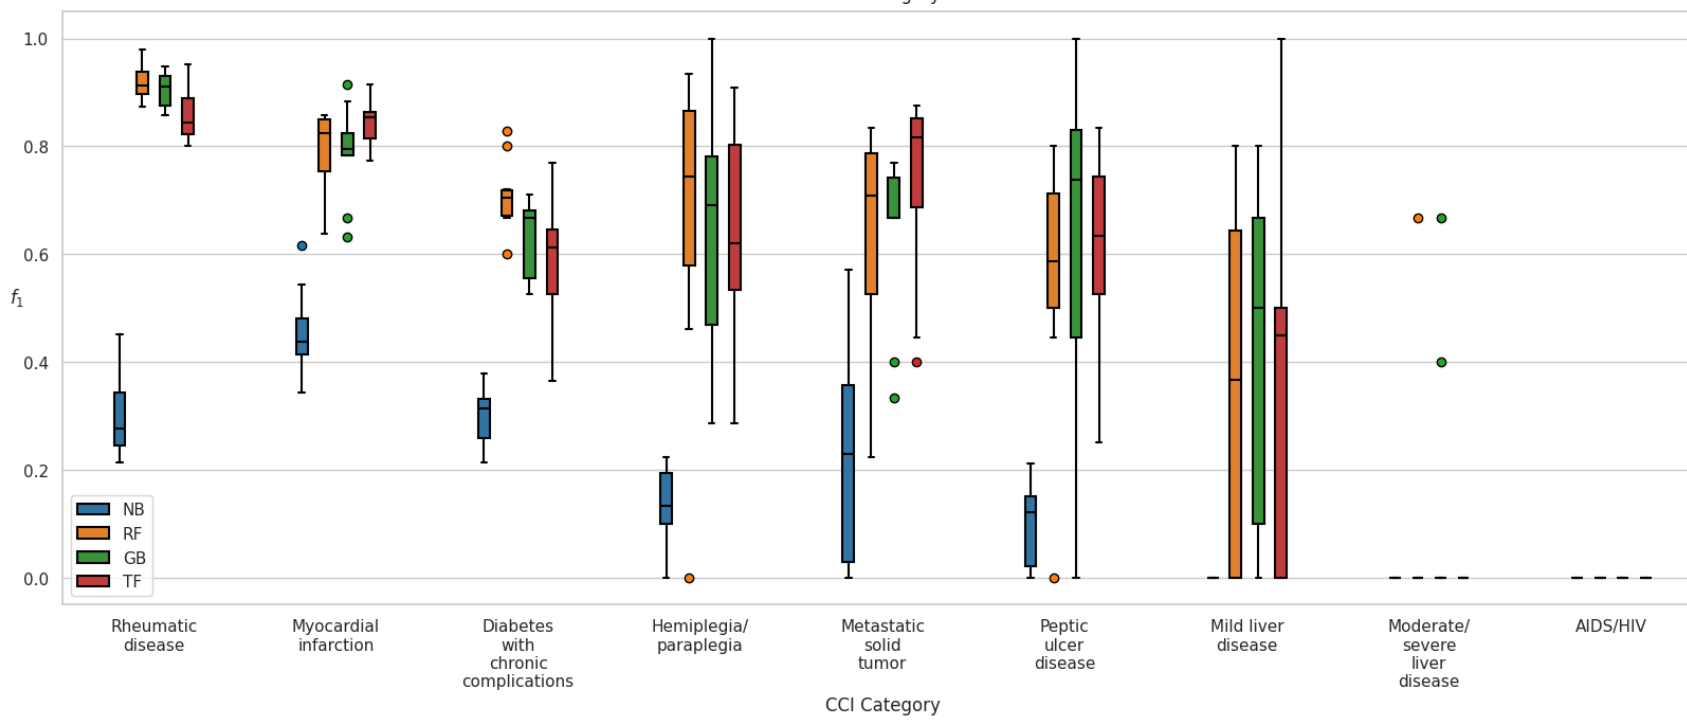 1.0
0.8
0.6
0.4
0.2
0.0
f₁
NB
RF
GB
TF
Rheumatic
disease
Myocardial
infarction
Diabetes
with
chronic
complications
Hemiplegia/
paraplegia
Metastatic
solid
tumor
Peptic
ulcer
disease
Mild liver
disease
Moderate/
severe
liver
disease
AIDS/HIV
CCI Category